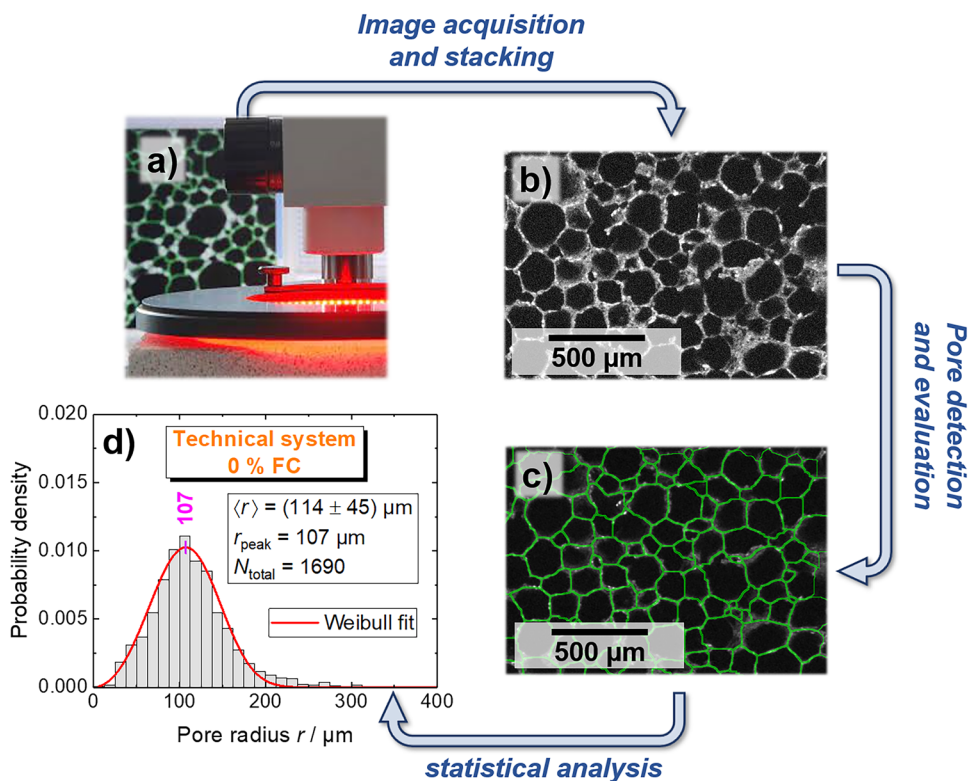 Image acquisition
and stacking
a)
b)
500 µm
Pore detection
and evaluation
c)
500 µm
d)
Technical system
0 % FC
⟨r⟩ = (114 ± 45) µm
r_peak = 107 µm
N_total = 1690
Weibull fit
107
Probability density
0.020
0.015
0.010
0.005
0.000
0 100 200 300 400
Pore radius r / µm
statistical analysis